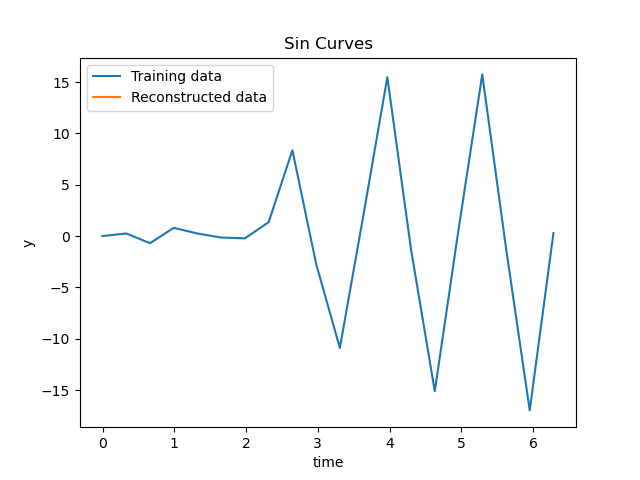 Sin Curves
Training data
Reconstructed data
15
10
5
0
−5
−10
−15
y
0 1 2 3 4 5 6
time